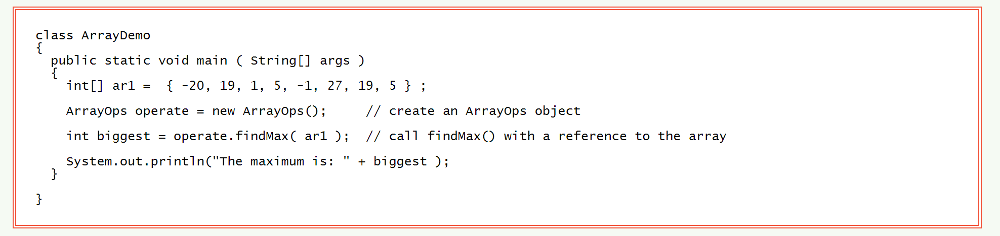 class ArrayDemo
{
  public static void main ( String[] args )
  {
    int[] ar1 =  { -20, 19, 1, 5, -1, 27, 19, 5 } ;
    ArrayOps operate = new ArrayOps();     // create an ArrayOps object
    int biggest = operate.findMax( ar1 );  // call findMax() with a reference to the array
    System.out.println("The maximum is: " + biggest );
  }
}